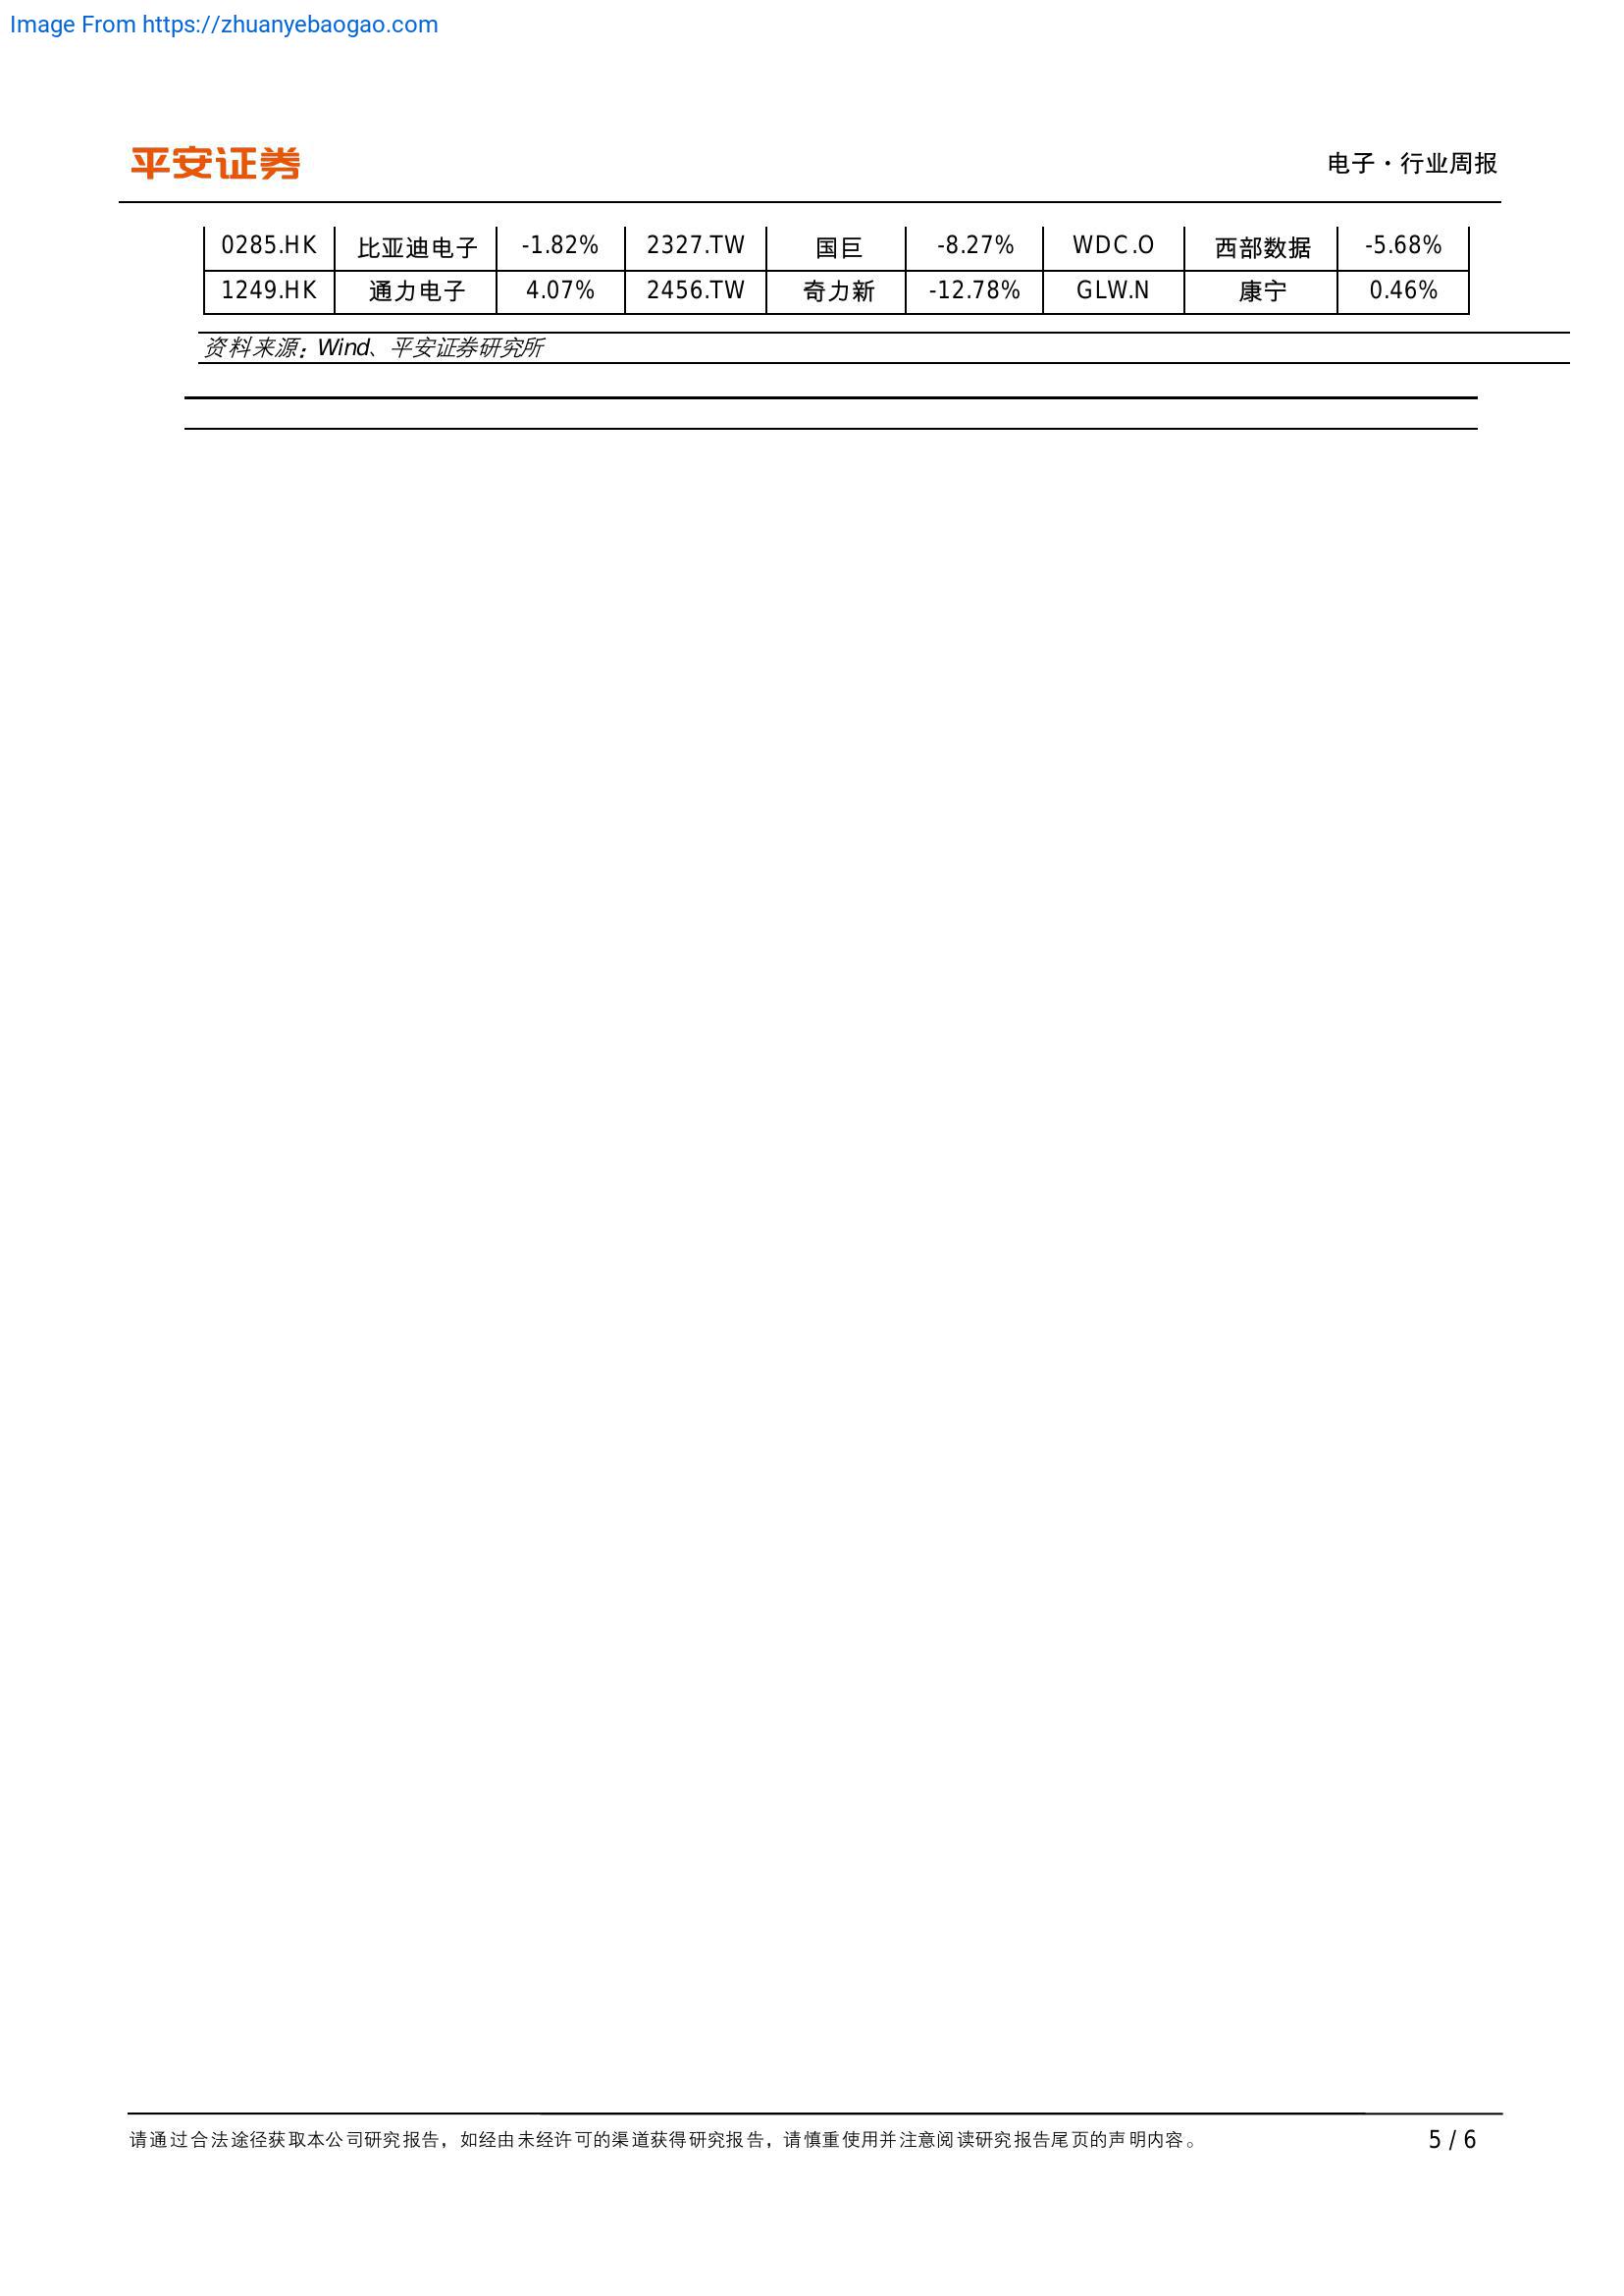 Image From https://zhuanyebaogao.com
平安证券
电子·行业周报
0285.HK 比亚迪电子 -1.82% 2327.TW 国巨 -8.27% WDC.O 西部数据 -5.68%
1249.HK 通力电子 4.07% 2456.TW 奇力新 -12.78% GLW.N 康宁 0.46%
资料来源：Wind、平安证券研究所
请通过合法途径获取本公司研究报告，如经由未经许可的渠道获得研究报告，请慎重使用并注意阅读研究报告尾页的声明内容。
5 / 6